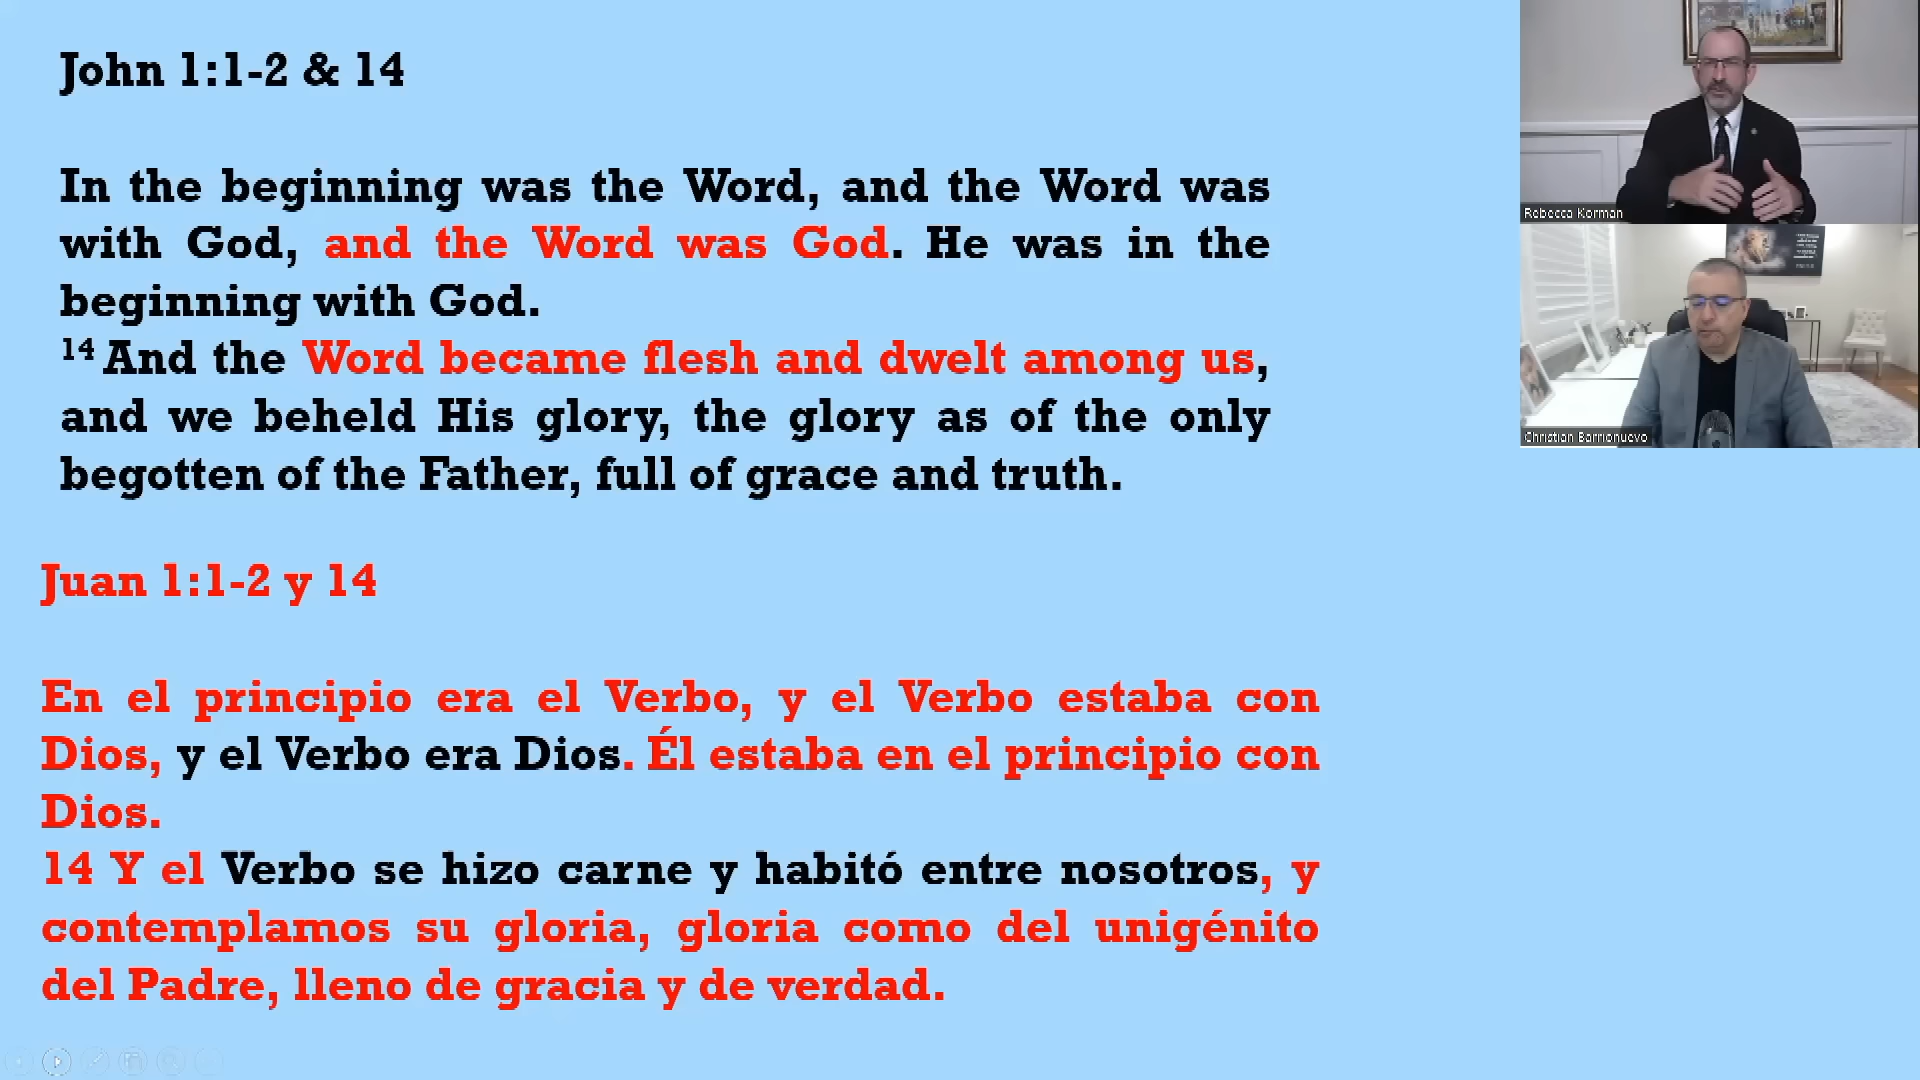 John 1:1-2 & 14
In the beginning was the Word, and the Word was
with God, and the Word was God. He was in the
beginning with God.
14 And the Word became flesh and dwelt among us,
and we beheld His glory, the glory as of the only
begotten of the Father, full of grace and truth.
Juan 1:1-2 y 14
En el principio era el Verbo, y el Verbo estaba con
Dios, y el Verbo era Dios. Él estaba en el principio con
Dios.
14 Y el Verbo se hizo carne y habitó entre nosotros, y
contemplamos su gloria, gloria como del unigénito
del Padre, lleno de gracia y de verdad.
Rebecca Korman
Christian Barrionuevo